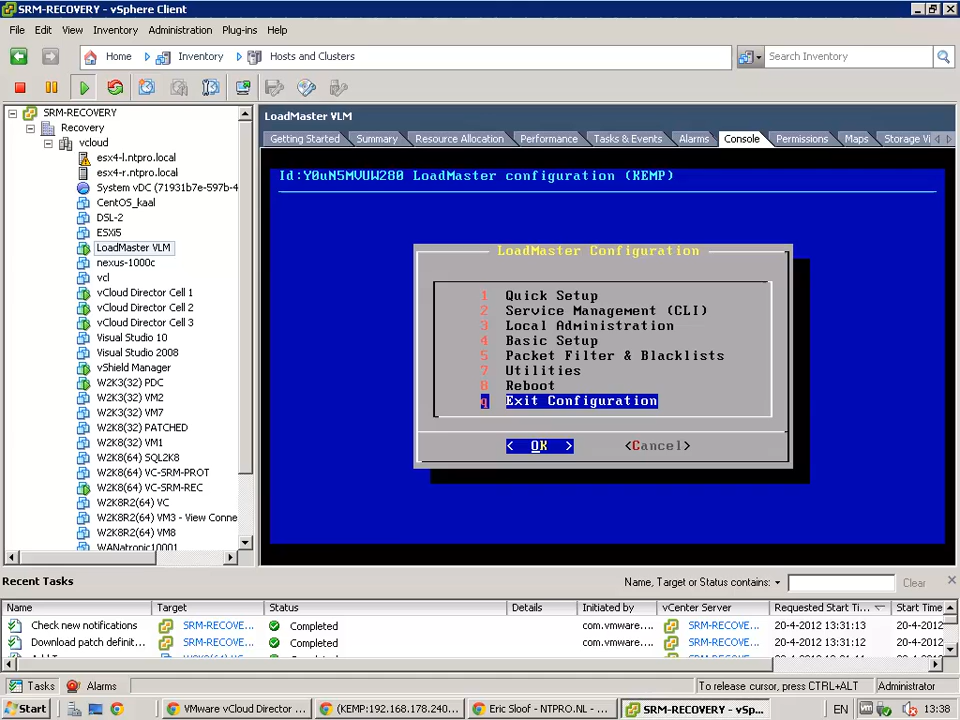 SRM-RECOVERY - vSphere Client
File Edit View Inventory Administration Plug-ins Help
Home Inventory Hosts and Clusters Search Inventory
SRM-RECOVERY
Recovery
vcloud
esx4-l.ntpro.local
esx4-r.ntpro.local
System vDC (71931b7e-597b-4
CentOS_kaal
DSL-2
ESXi5
LoadMaster VLM
nexus-1000c
vcl
vCloud Director Cell 1
vCloud Director Cell 2
vCloud Director Cell 3
Visual Studio 10
Visual Studio 2008
vShield Manager
W2K3(32) PDC
W2K3(32) VM2
W2K3(32) VM7
W2K8(32) PATCHED
W2K8(32) VM1
W2K8(64) SQL2K8
W2K8(64) VC-SRM-PROT
W2K8(64) VC-SRM-REC
W2K8R2(64) VC
W2K8R2(64) VM3 - View Conne
W2K8R2(64) VM8
WANatronic10001
LoadMaster VLM
Getting Started Summary Resource Allocation Performance Tasks & Events Alarms Console Permissions Maps Storage Vi
Id:Y0uN5MVUW280 LoadMaster configuration (KEMP)
LoadMaster Configuration
1 Quick Setup
2 Service Management (CLI)
3 Local Administration
4 Basic Setup
5 Packet Filter & Blacklists
7 Utilities
8 Reboot
q Exit Configuration
< OK > <Cancel>
Recent Tasks Name, Target or Status contains: Clear
Name Target Status Details Initiated by vCenter Server Requested Start Ti... Start Time
Check new notifications SRM-RECOVE... Completed com.vmware.... SRM-RECOVE... 20-4-2012 13:31:13 20-4-2012
Download patch definit... SRM-RECOVE... Completed com.vmware.... SRM-RECOVE... 20-4-2012 13:31:12 20-4-2012
Tasks Alarms To release cursor, press CTRL+ALT Administrator
Start VMware vCloud Director ... (KEMP:192.168.178.240... Eric Sloof - NTPRO.NL - ... SRM-RECOVERY - vSp... EN 13:38